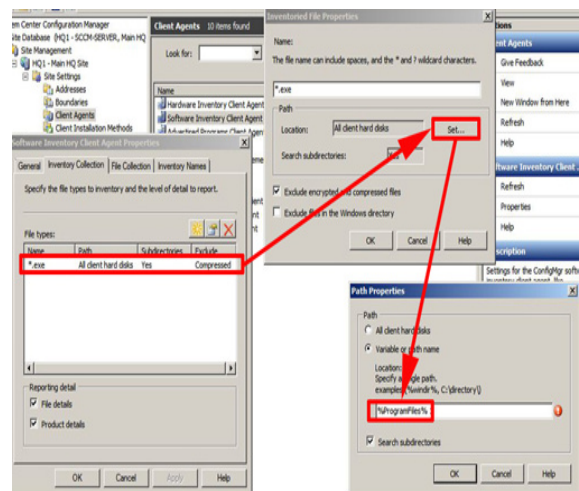 em Center Configuration Manager
ite Database (HQ1 - SCCM-SERVER, Main HQ
Site Management
HQ1 - Main HQ Site
Site Settings
Addresses
Boundaries
Client Agents
Client Installation Methods
Client Agents 10 items found
Look for:
Name
Hardware Inventory Client Agent
Software Inventory Client Agent
Advertised Programs Client Agen
Inventoried File Properties
Name:
The file name can include spaces, and the * and ? wildcard characters.
*.exe
Path
Location:
All client hard disks
Set...
Search subdirectories:
Exclude encrypted and compressed files
Exclude files in the Windows directory
OK
Cancel
Help
tions
ent Agents
Give Feedback
View
New Window from Here
Refresh
Help
ftware Inventory Client
Refresh
Properties
Help
scription
Settings for the ConfigMgr soft
Software Inventory Client Agent Properties
General
Inventory Collection
File Collection
Inventory Names
Specify the file types to inventory and the level of detail to report.
File types:
Name Path Subdirectories Exclude
*.exe All client hard disks Yes Compressed
Reporting detail
File details
Product details
OK
Cancel
Apply
Help
Path Properties
Path
All client hard disks
Variable or path name
Location:
Specify a single path.
examples (%windir%, C:\directory\)
%ProgramFiles%
Search subdirectories
OK
Cancel
Help